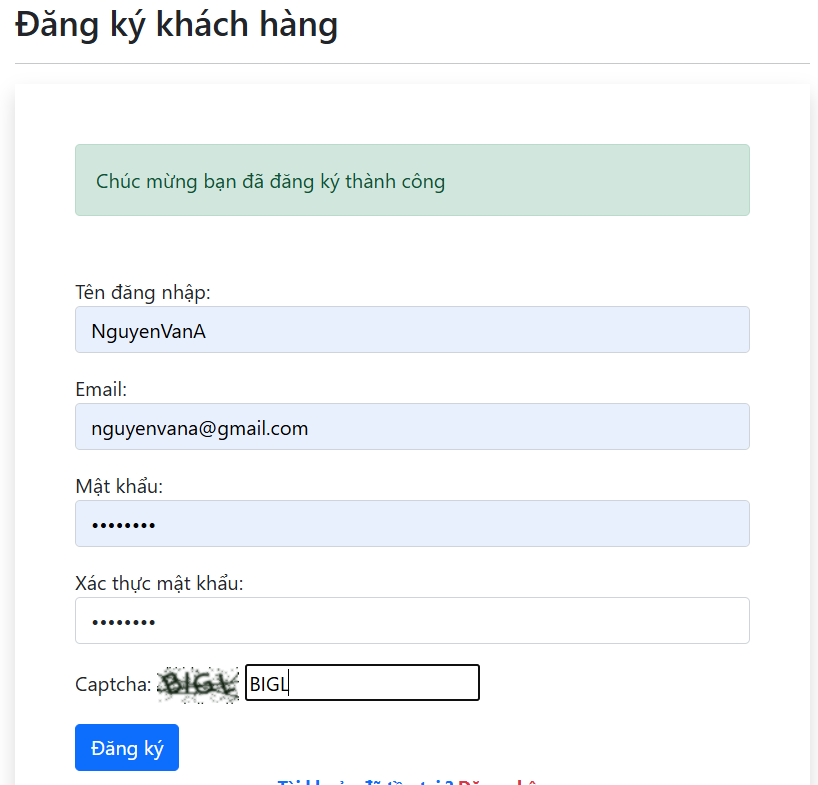 Đăng ký khách hàng
Chúc mừng bạn đã đăng ký thành công
Tên đăng nhập:
NguyenVanA
Email:
nguyenvana@gmail.com
Mật khẩu:
••••••••
Xác thực mật khẩu:
••••••••
Captcha: BIGL BIGL
Đăng ký